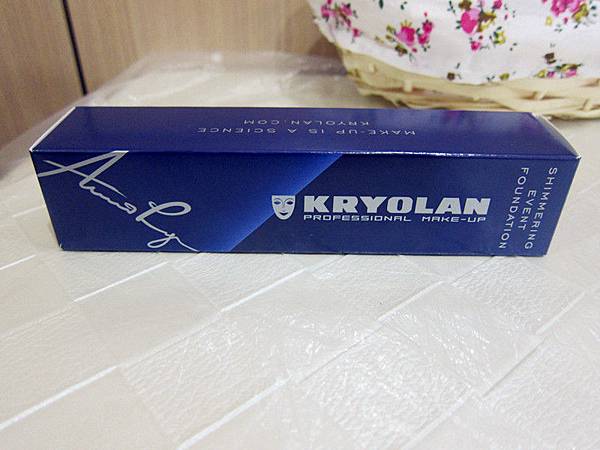 MAKE-UP IS A SCIENCE
KRYOLAN.COM
KRYOLAN
PROFESSIONAL MAKE-UP
SHIMMERING
EVENT
FOUNDATION